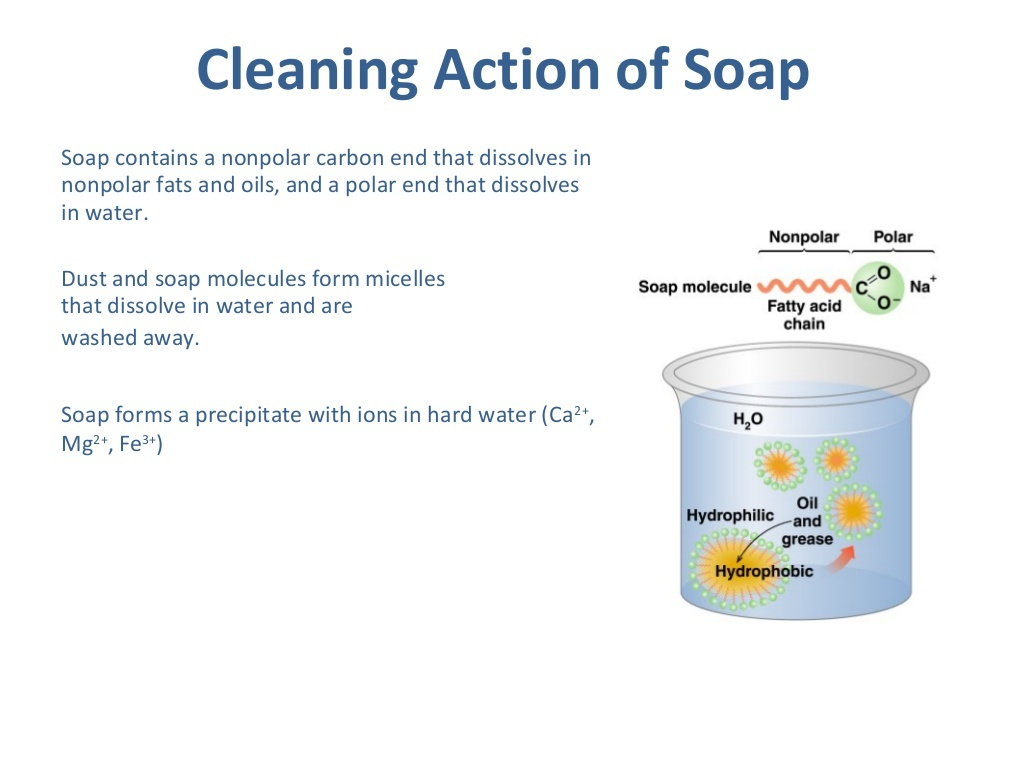 Cleaning Action of Soap
Soap contains a nonpolar carbon end that dissolves in
nonpolar fats and oils, and a polar end that dissolves
in water.
Dust and soap molecules form micelles
that dissolve in water and are
washed away.
Soap forms a precipitate with ions in hard water (Ca²⁺,
Mg²⁺, Fe³⁺)
Nonpolar Polar
Soap molecule C O O⁻ Na⁺
Fatty acid
chain
H₂O
Hydrophilic
Oil
and
grease
Hydrophobic